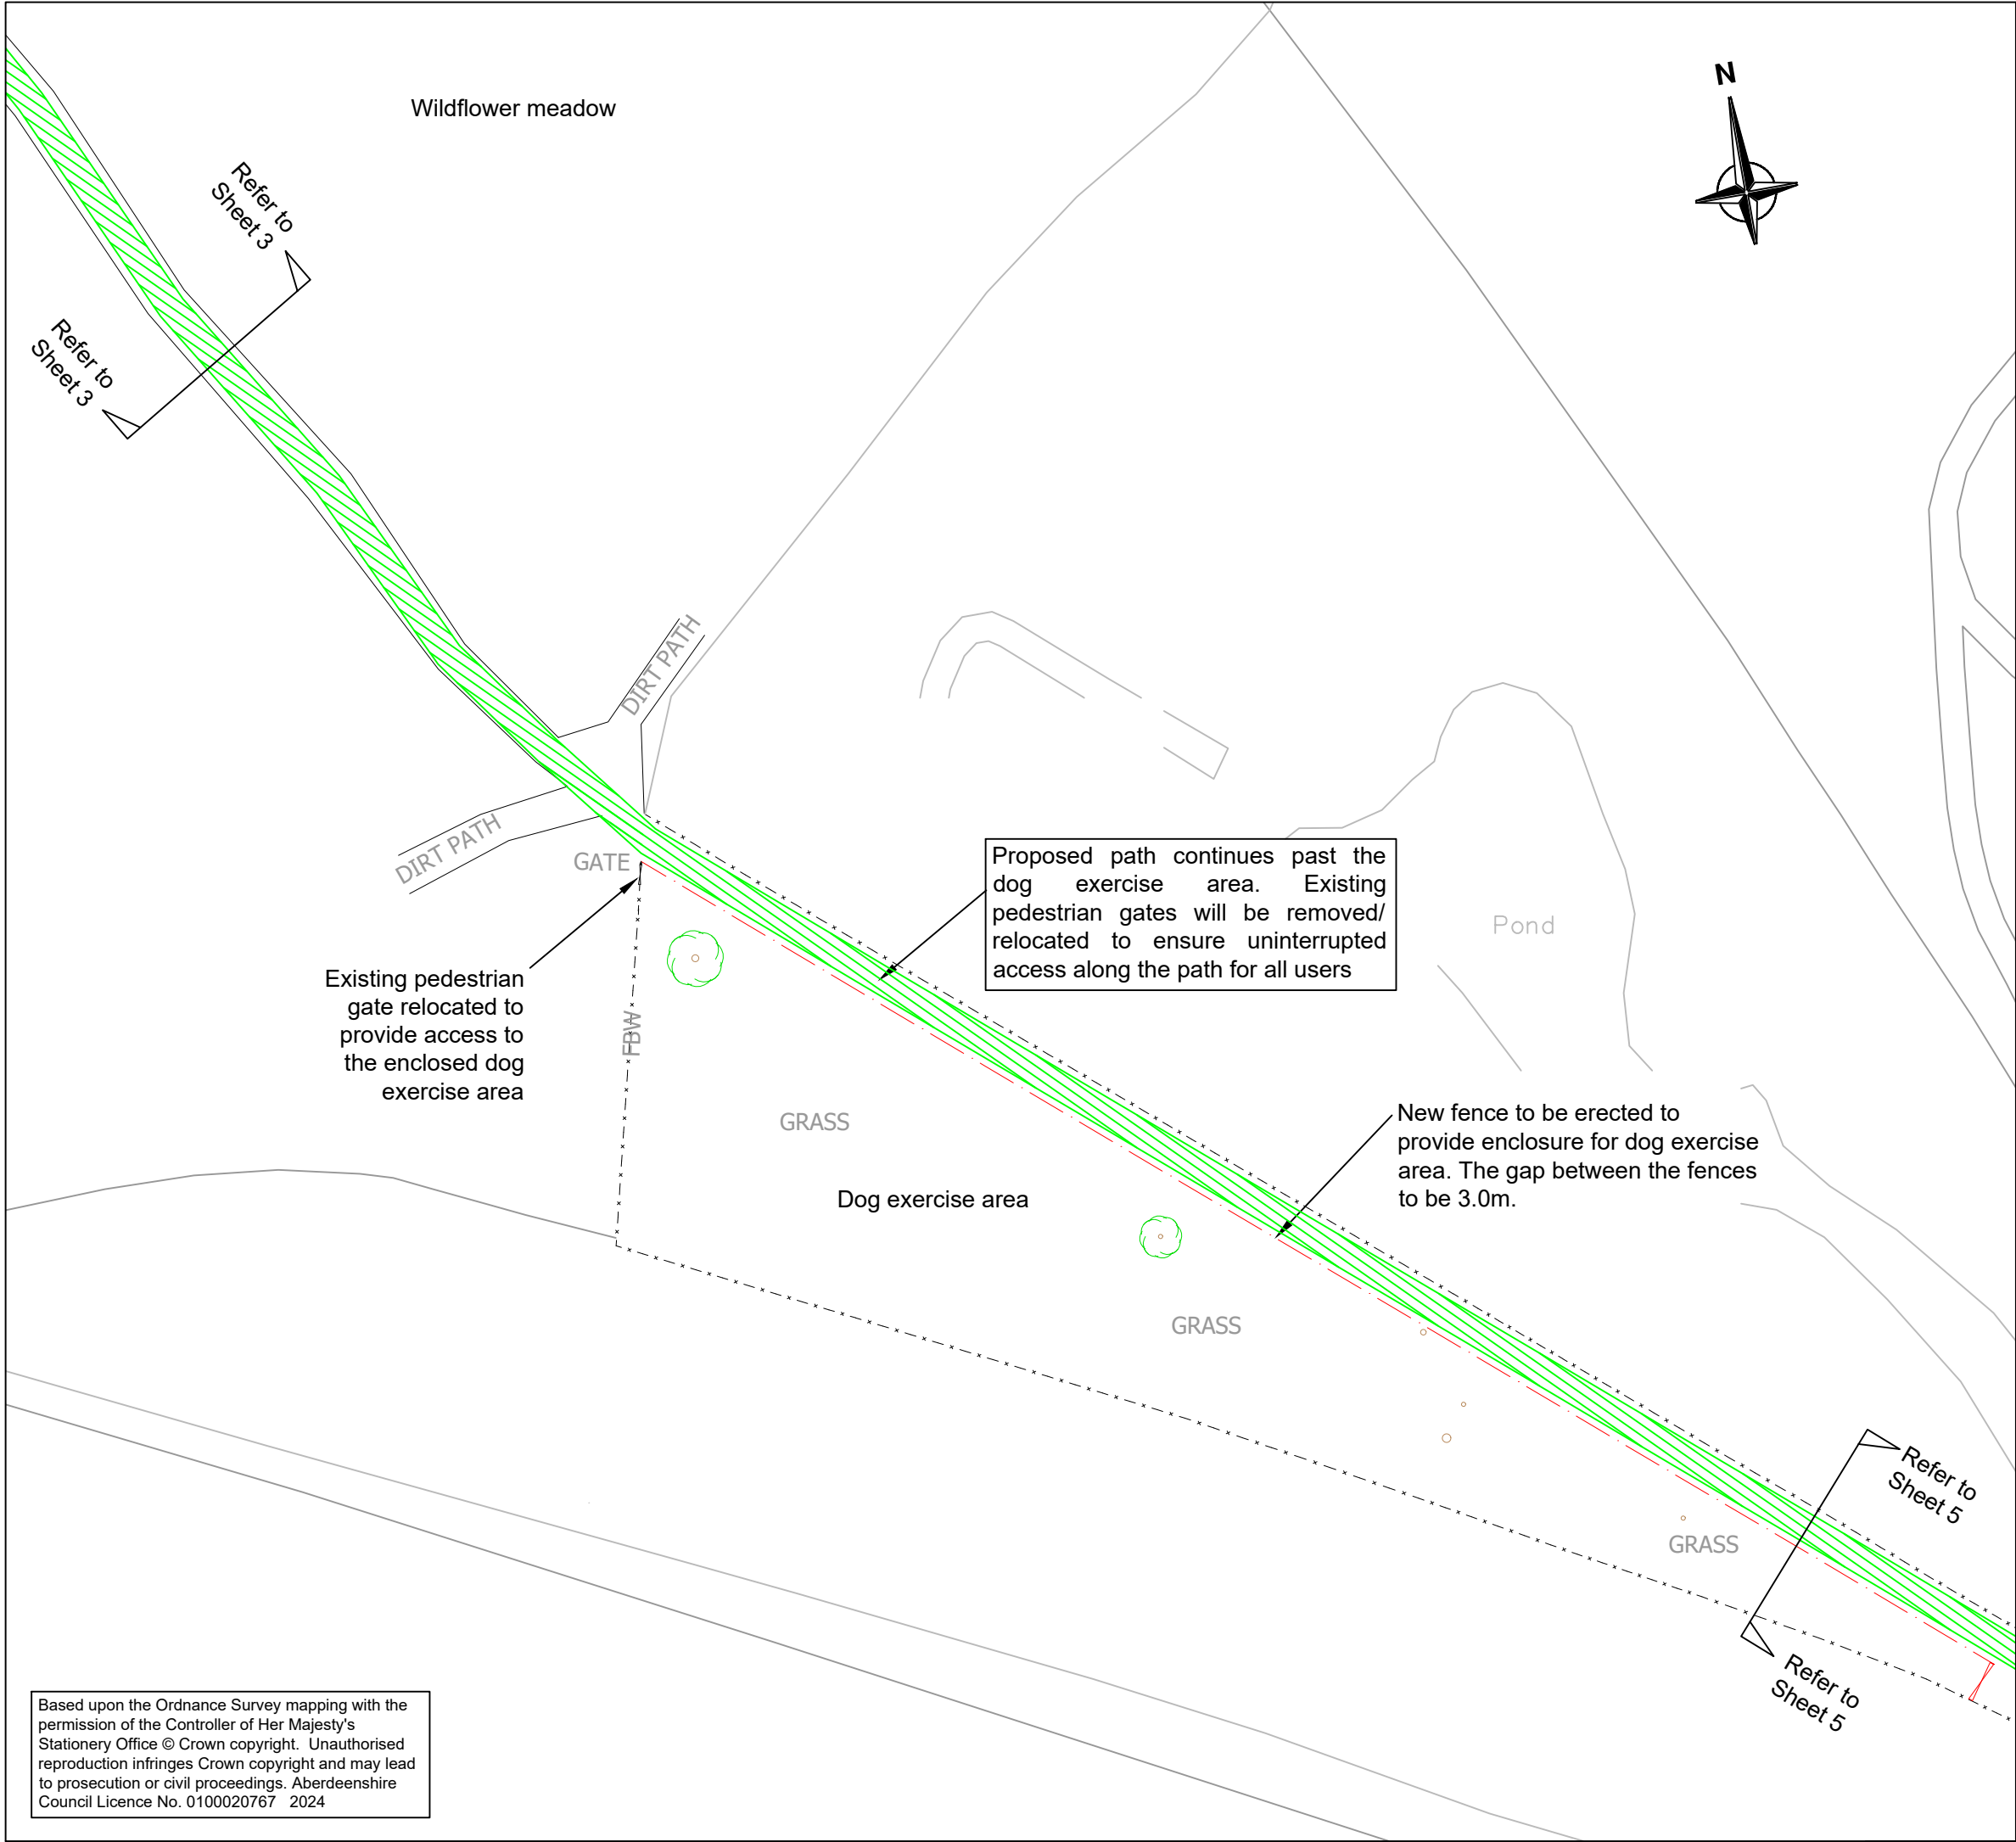 N
Wildflower meadow
Refer to
Sheet 3
Refer to
Sheet 3
DIRT PATH
DIRT PATH
GATE
Proposed path continues past the
dog exercise area. Existing
pedestrian gates will be removed/
relocated to ensure uninterrupted
access along the path for all users
Pond
Existing pedestrian
gate relocated to
provide access to
the enclosed dog
exercise area
FBW
GRASS
New fence to be erected to
provide enclosure for dog exercise
area. The gap between the fences
to be 3.0m.
Dog exercise area
GRASS
Refer to
Sheet 5
GRASS
Refer to
Sheet 5
Based upon the Ordnance Survey mapping with the
permission of the Controller of Her Majesty's
Stationery Office © Crown copyright.  Unauthorised
reproduction infringes Crown copyright and may lead
to prosecution or civil proceedings. Aberdeenshire
Council Licence No. 0100020767   2024